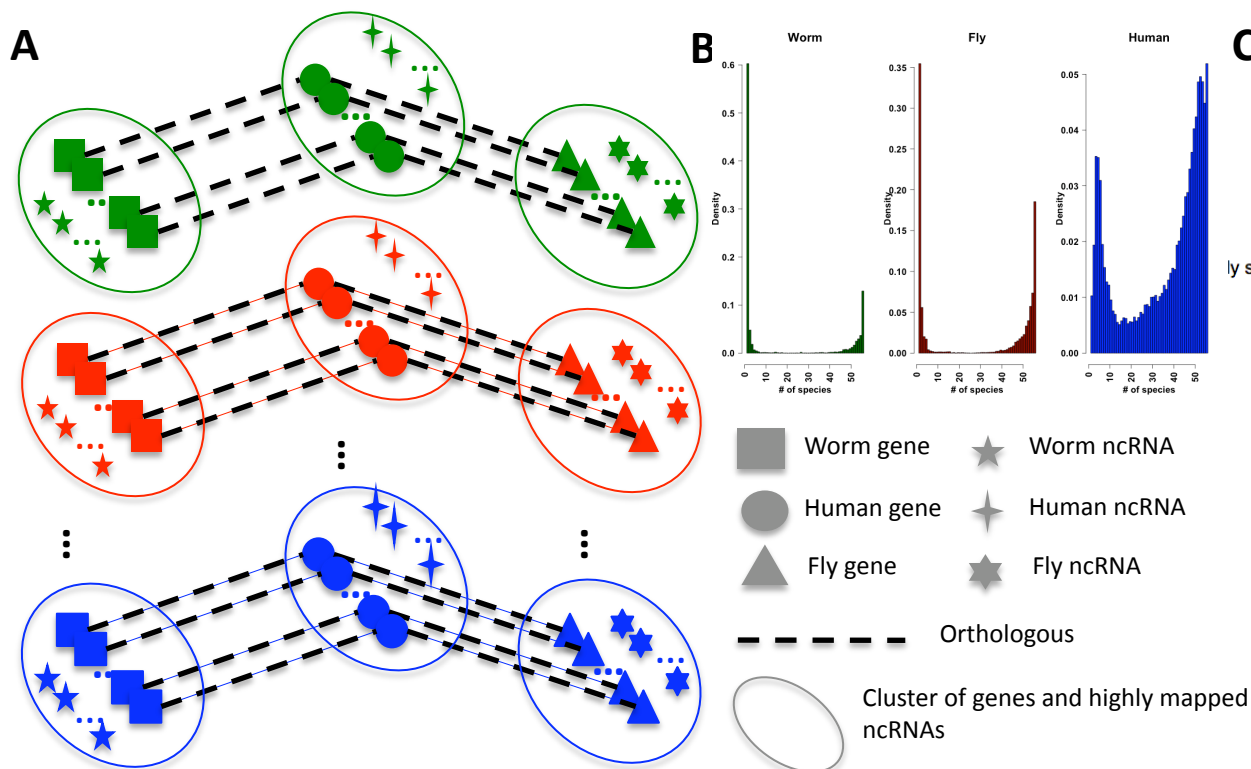 A
B
C
Worm
Fly
Human
Density
0.0
0.1
0.2
0.3
0.4
0.5
0.6
0
10
20
30
40
50
# of species
Density
0.00
0.05
0.10
0.15
0.20
0.25
0.30
0.35
0
10
20
30
40
50
# of species
Density
0.00
0.01
0.02
0.03
0.04
0.05
0
10
20
30
40
50
# of species
ly s
Worm gene
Worm ncRNA
Human gene
Human ncRNA
Fly gene
Fly ncRNA
Orthologous
Cluster of genes and highly mapped
ncRNAs